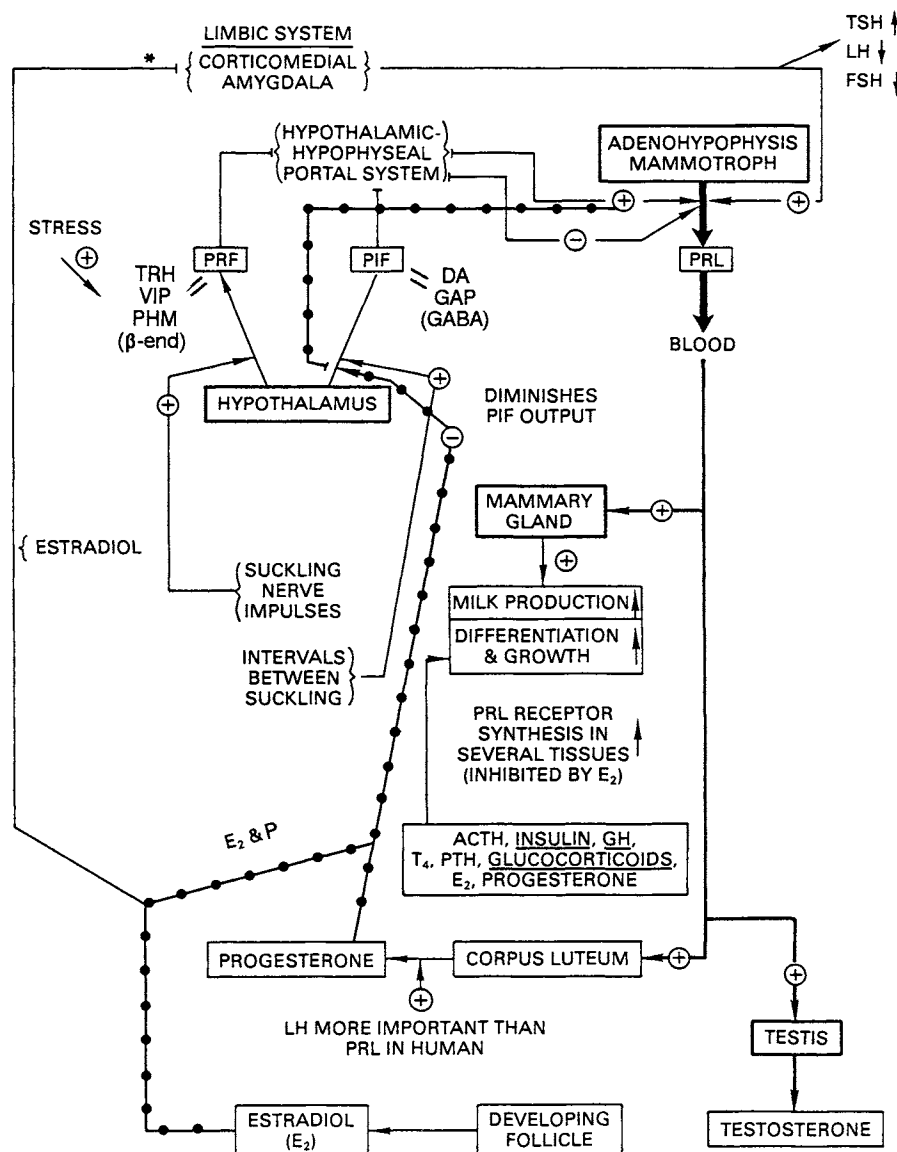 TSH ↑
LH ↓
FSH ↓
LIMBIC SYSTEM
*
CORTICOMEDIAL
AMYGDALA
(HYPOTHALAMIC-
HYPOPHYSEAL
PORTAL SYSTEM)
ADENOHYPOPHYSIS
MAMMOTROPH
+
+
−
STRESS
+
PRF
PIF
PRL
TRH
VIP
PHM
(β-end)
DA
GAP
(GABA)
BLOOD
+
+
HYPOTHALAMUS
DIMINISHES
PIF OUTPUT
−
MAMMARY
GLAND
+
+
ESTRADIOL
SUCKLING
NERVE
IMPULSES
MILK PRODUCTION ↑
DIFFERENTIATION
& GROWTH ↑
INTERVALS
BETWEEN
SUCKLING
PRL RECEPTOR
SYNTHESIS IN
SEVERAL TISSUES ↑
(INHIBITED BY E₂)
E₂ & P
ACTH, INSULIN, GH,
T₄, PTH, GLUCOCORTICOIDS,
E₂, PROGESTERONE
PROGESTERONE
CORPUS LUTEUM
+
+
+
LH MORE IMPORTANT THAN
PRL IN HUMAN
TESTIS
ESTRADIOL
(E₂)
DEVELOPING
FOLLICLE
TESTOSTERONE